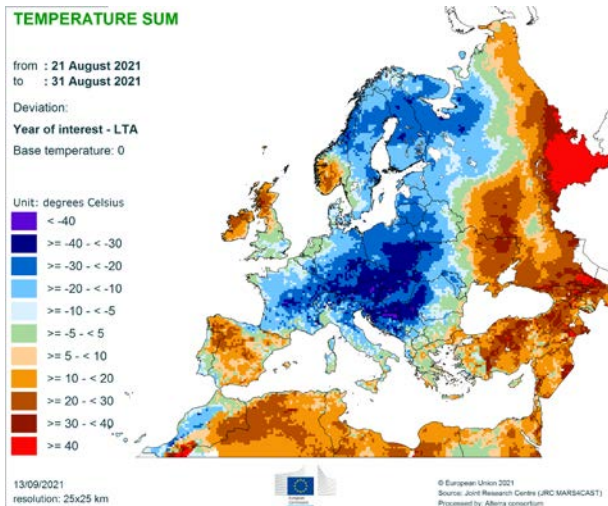 TEMPERATURE SUM
from : 21 August 2021
to : 31 August 2021
Deviation:
Year of interest - LTA
Base temperature: 0
Unit: degrees Celsius
< -40
>= -40 - < -30
>= -30 - < -20
>= -20 - < -10
>= -10 - < -5
>= -5 - < 5
>= 5 - < 10
>= 10 - < 20
>= 20 - < 30
>= 30 - < 40
>= 40
13/09/2021
resolution: 25x25 km
European
Commission
© European Union 2021
Source: Joint Research Centre (JRC MARS4CAST)
Processed by: Alterra consortium